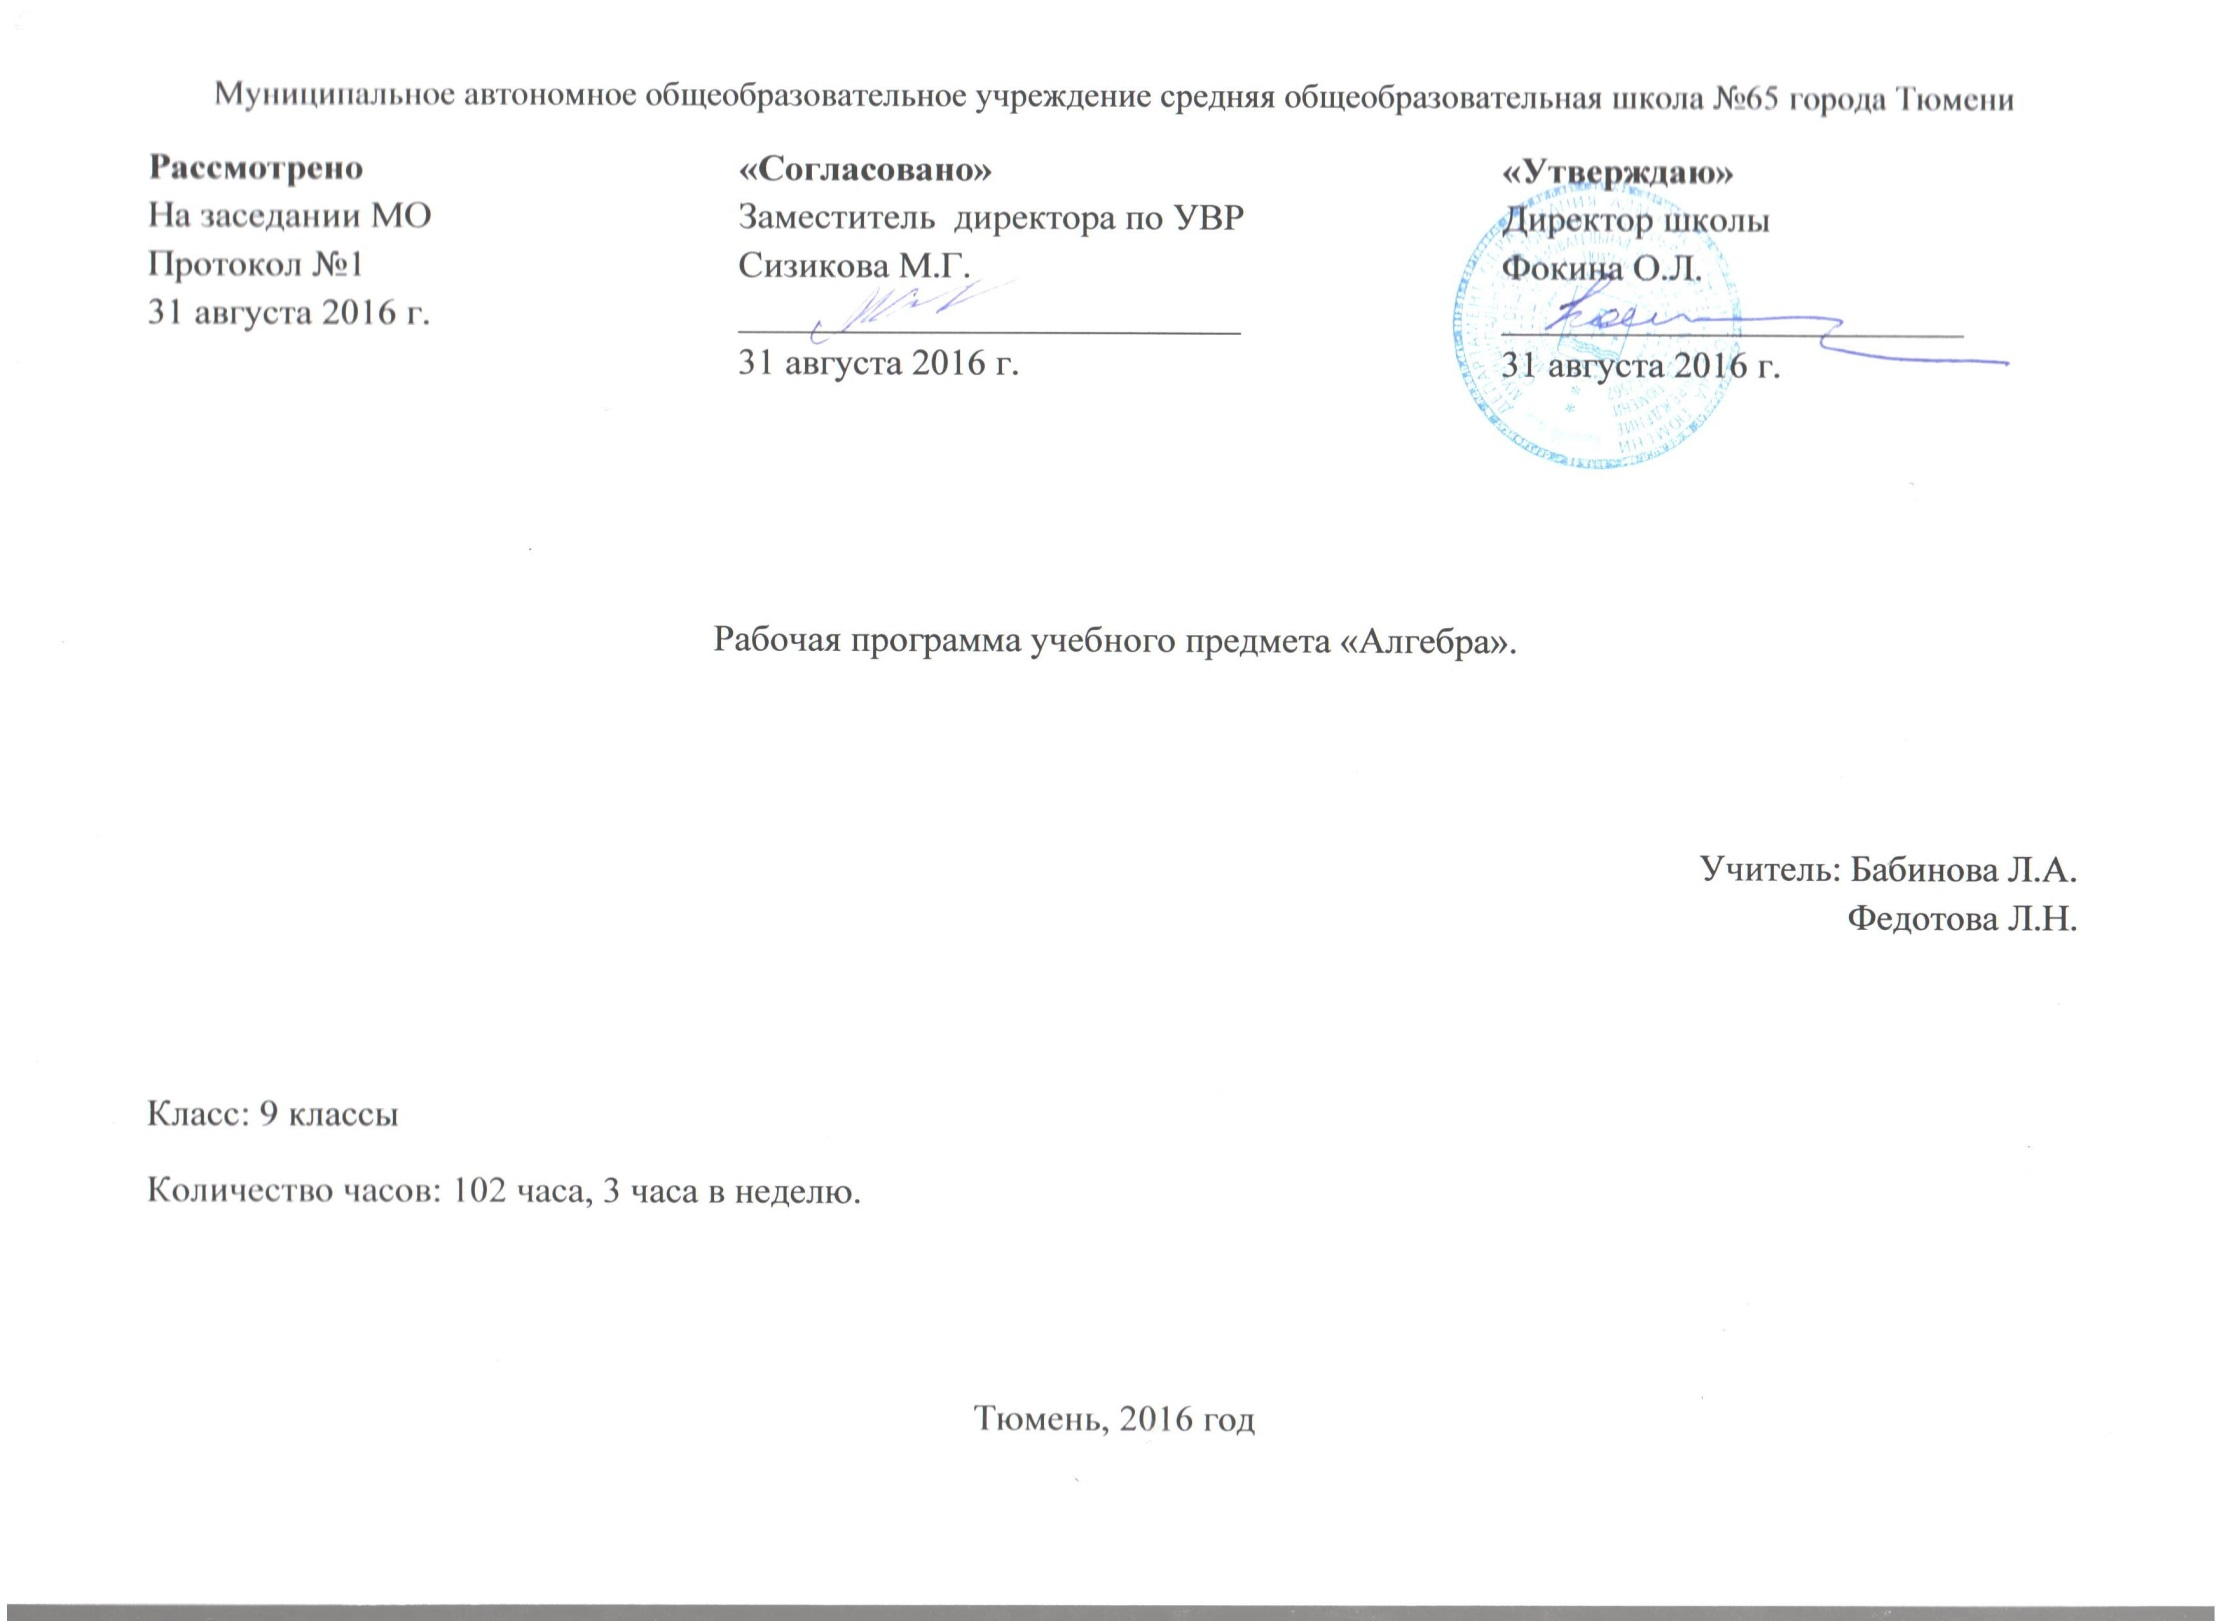 Муниципальное автономное общеобразовательное учреждение средняя общеобразовательная школа №65 города Тюмени
Рассмотрено
На заседании МО
Протокол №1
31 августа 2016 г.
«Согласовано»
Заместитель директора по УВР
Сизикова М.Г.
31 августа 2016 г.
«Утверждаю»
Директор школы
Фокина О.Л.
31 августа 2016 г.
Рабочая программа учебного предмета «Алгебра».
Учитель: Бабинова Л.А.
Федотова Л.Н.
Класс: 9 классы
Количество часов: 102 часа, 3 часа в неделю.
Тюмень, 2016 год